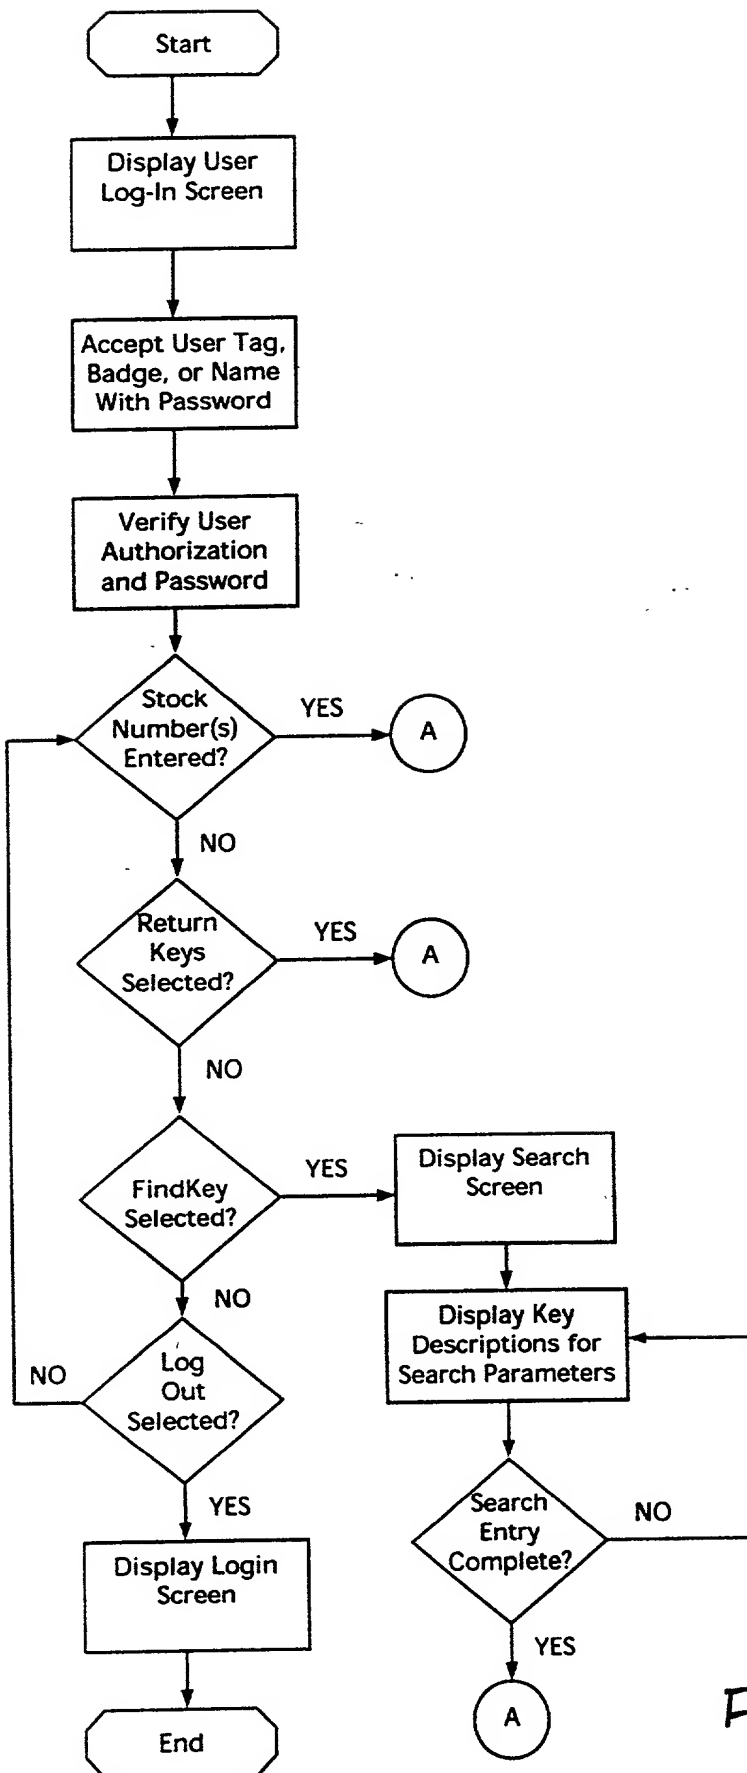 Start
Display User
Log-In Screen
Accept User Tag,
Badge, or Name
With Password
Verify User
Authorization
and Password
Stock
Number(s)
Entered?
YES
A
NO
Return
Keys
Selected?
YES
A
NO
FindKey
Selected?
YES
Display Search
Screen
NO
Display Key
Descriptions for
Search Parameters
Log
Out
Selected?
NO
YES
Search
Entry
Complete?
NO
Display Login
Screen
YES
A
End
F